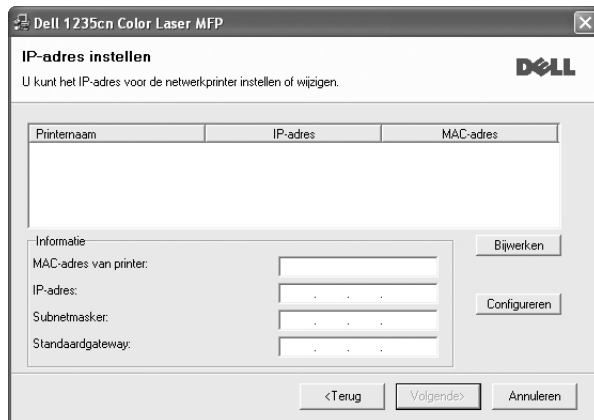 Dell 1235cn Color Laser MFP
IP-adres instellen
U kunt het IP-adres voor de netwerkprinter instellen of wijzigen.
DELL
Printernaam IP-adres MAC-adres
Informatie
MAC-adres van printer:
IP-adres: . . .
Subnetmasker: . . .
Standaardgateway: . . .
Bijwerken
Configureren
<Terug Volgende> Annuleren